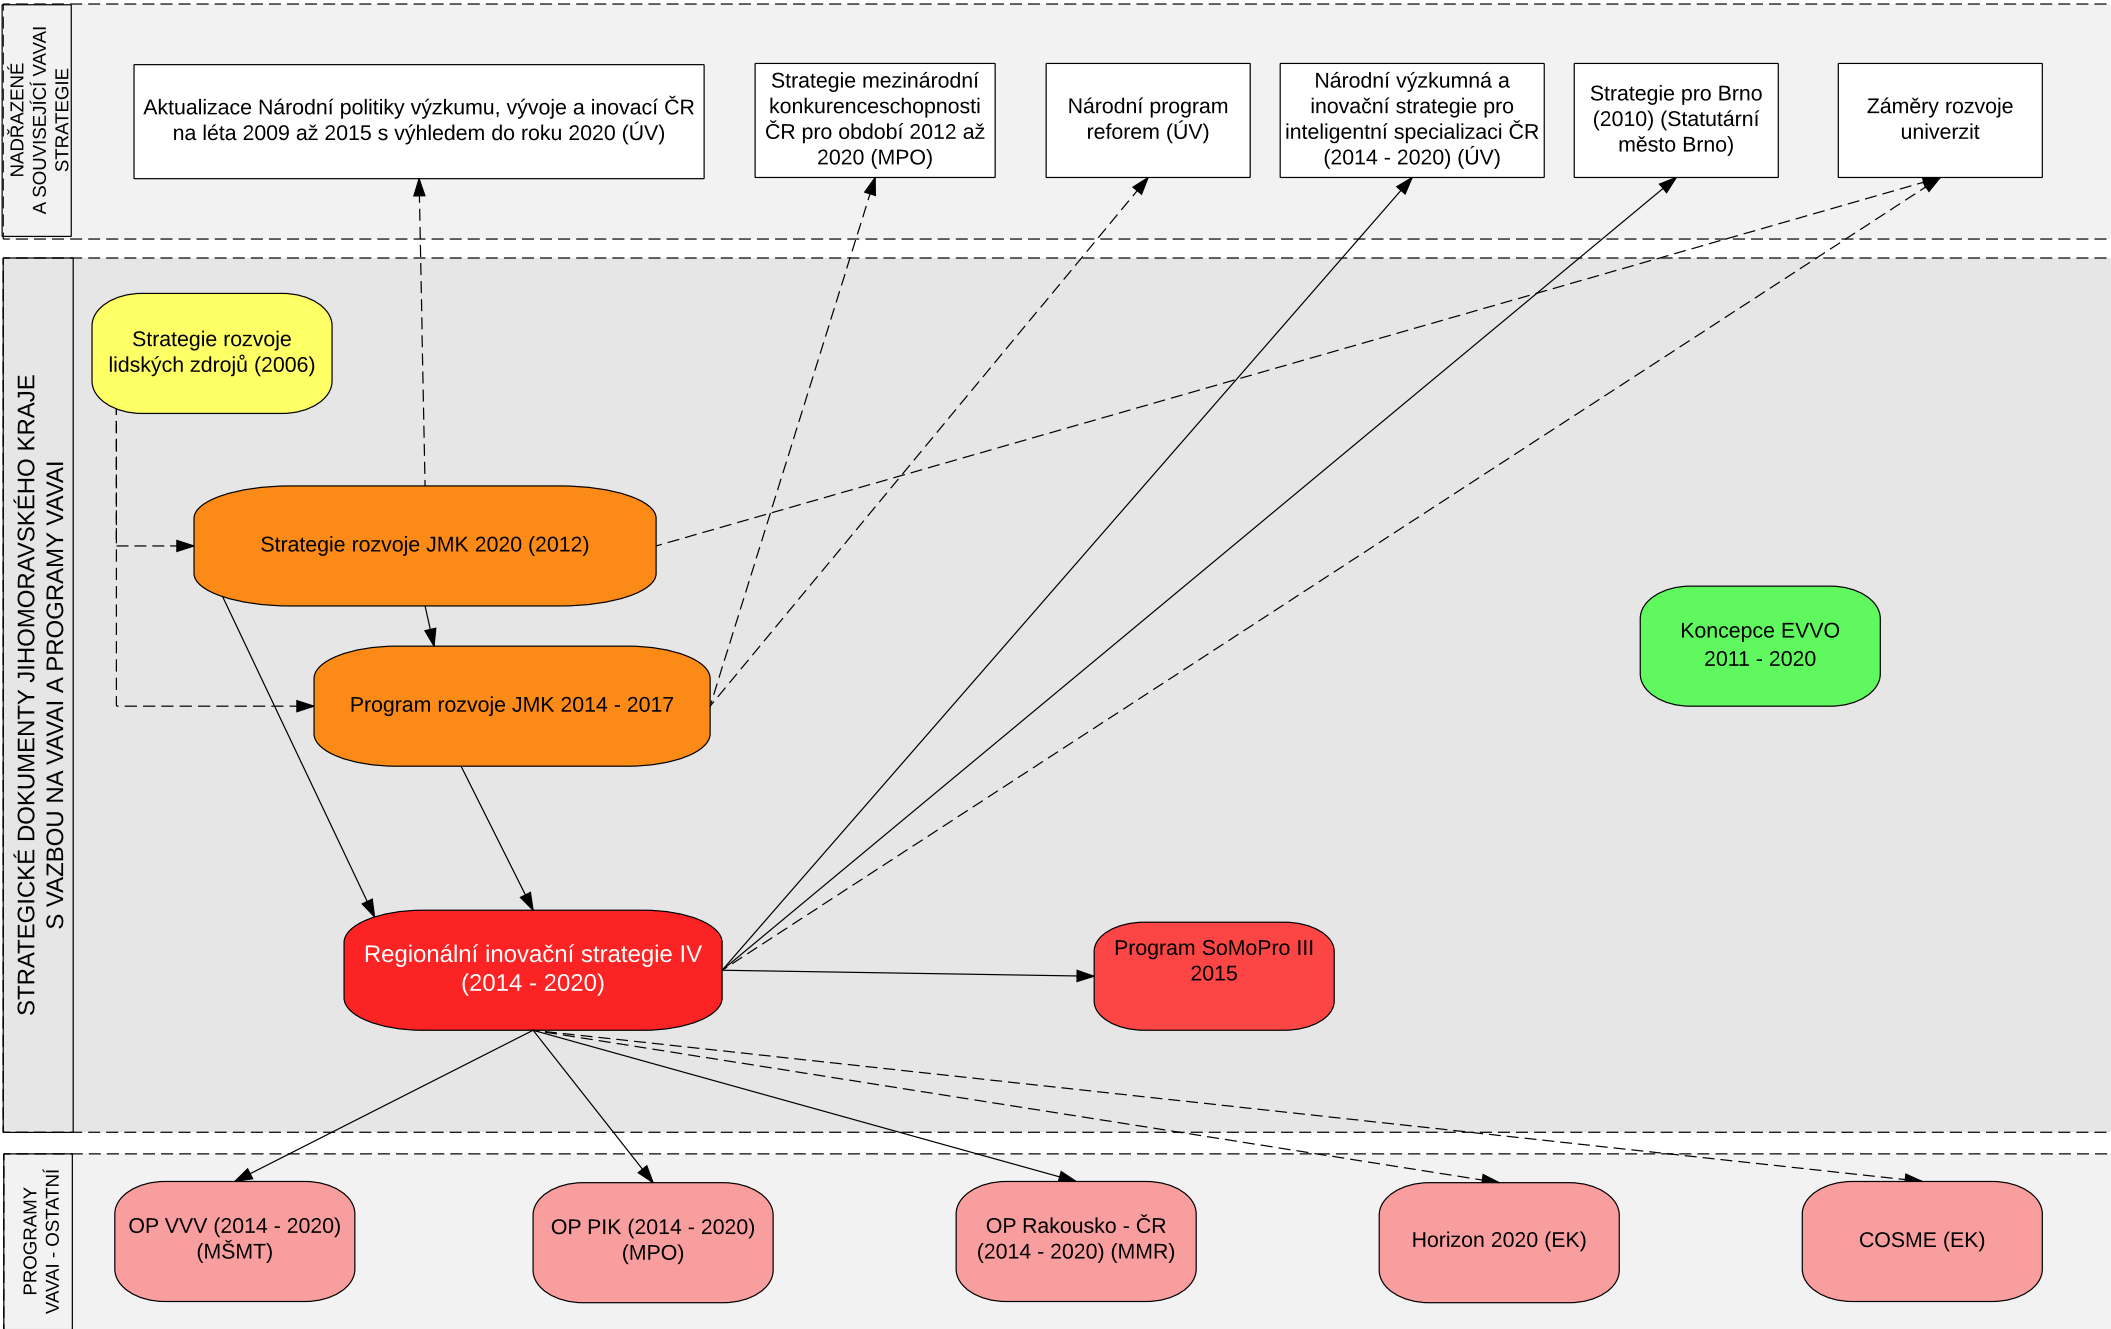 NADŘAZENÉ
A SOUVISEJÍCÍ VAVAI
STRATEGIE
Aktualizace Národní politiky výzkumu, vývoje a inovací ČR
na léta 2009 až 2015 s výhledem do roku 2020 (ÚV)
Strategie mezinárodní
konkurenceschopnosti
ČR pro období 2012 až
2020 (MPO)
Národní program
reforem (ÚV)
Národní výzkumná a
inovační strategie pro
inteligentní specializaci ČR
(2014 - 2020) (ÚV)
Strategie pro Brno
(2010) (Statutární
město Brno)
Záměry rozvoje
univerzit
STRATEGICKÉ DOKUMENTY JIHOMORAVSKÉHO KRAJE
S VAZBOU NA VAVAI A PROGRAMY VAVAI
Strategie rozvoje
lidských zdrojů (2006)
Strategie rozvoje JMK 2020 (2012)
Program rozvoje JMK 2014 - 2017
Koncepce EVVO
2011 - 2020
Regionální inovační strategie IV
(2014 - 2020)
Program SoMoPro III
2015
PROGRAMY
VAVAI - OSTATNÍ
OP VVV (2014 - 2020)
(MŠMT)
OP PIK (2014 - 2020)
(MPO)
OP Rakousko - ČR
(2014 - 2020) (MMR)
Horizon 2020 (EK)
COSME (EK)